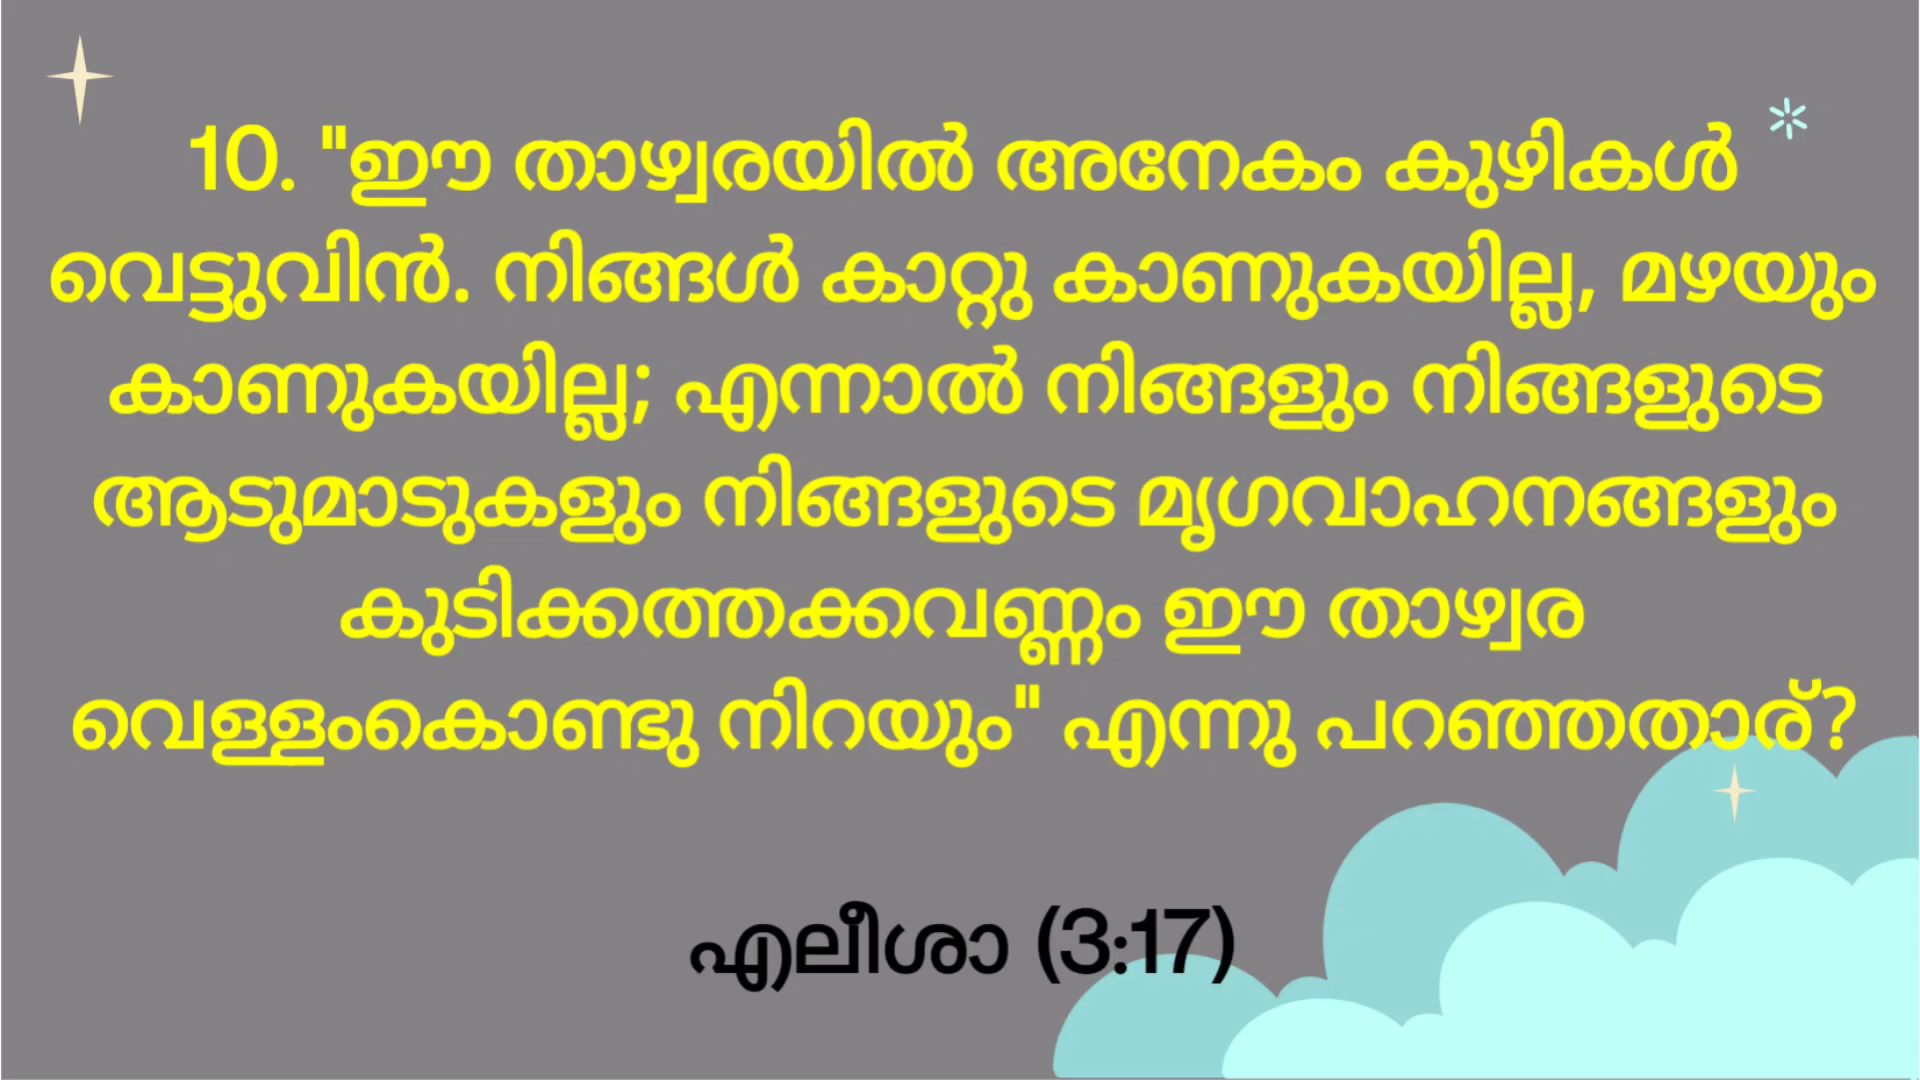 10. "ഈ താഴ്വരയിൽ അനേകം കുഴികൾ
വെട്ടുവിൻ. നിങ്ങൾ കാറ്റു കാണുകയില്ല, മഴയും
കാണുകയില്ല; എന്നാൽ നിങ്ങളും നിങ്ങളുടെ
ആടുമാടുകളും നിങ്ങളുടെ മൃഗവാഹനങ്ങളും
കുടിക്കത്തക്കവണ്ണം ഈ താഴ്വര
വെള്ളംകൊണ്ടു നിറയും" എന്നു പറഞ്ഞതാര്?
എലീശാ (3:17)